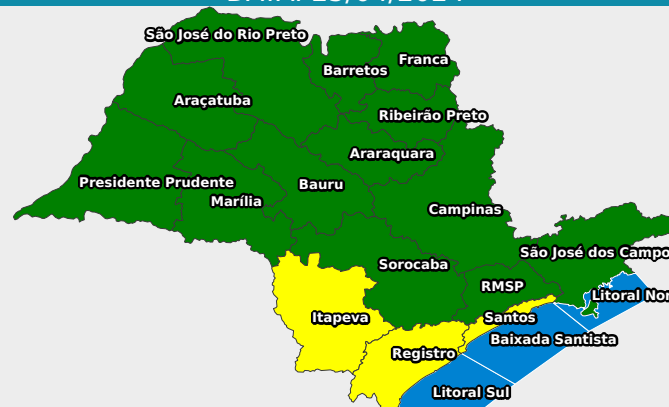 São José do Rio Preto
Franca
Barretos
Araçatuba
Ribeirão Preto
Araraquara
Presidente Prudente
Bauru
Marília
Campinas
São José dos Campo
Sorocaba
RMSP
Litoral Nor
Itapeva
Santos
Baixada Santista
Registro
Litoral Sul